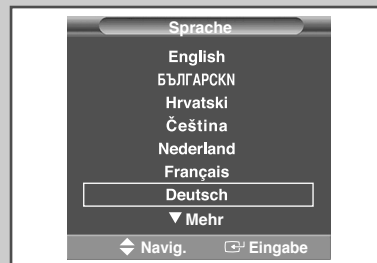 Sprache
English
БЪЛГАРСКN
Hrvatski
Čeština
Nederland
Français
Deutsch
▼ Mehr
Navig. Eingabe